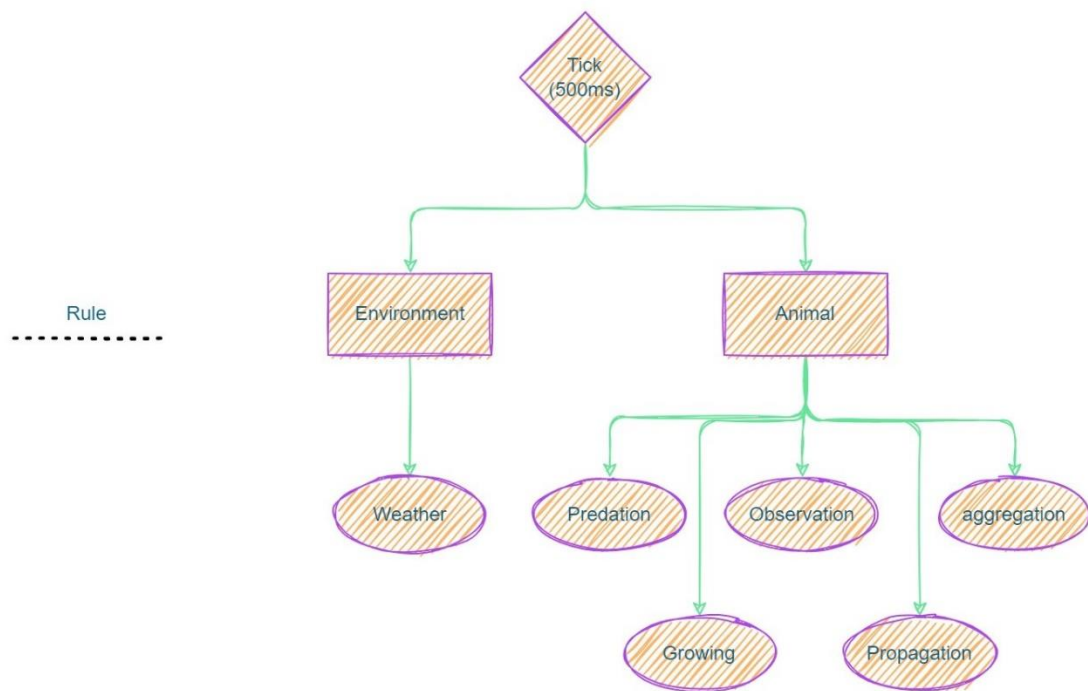 Tick
(500ms)
Rule
Environment
Animal
Weather
Predation
Observation
aggregation
Growing
Propagation